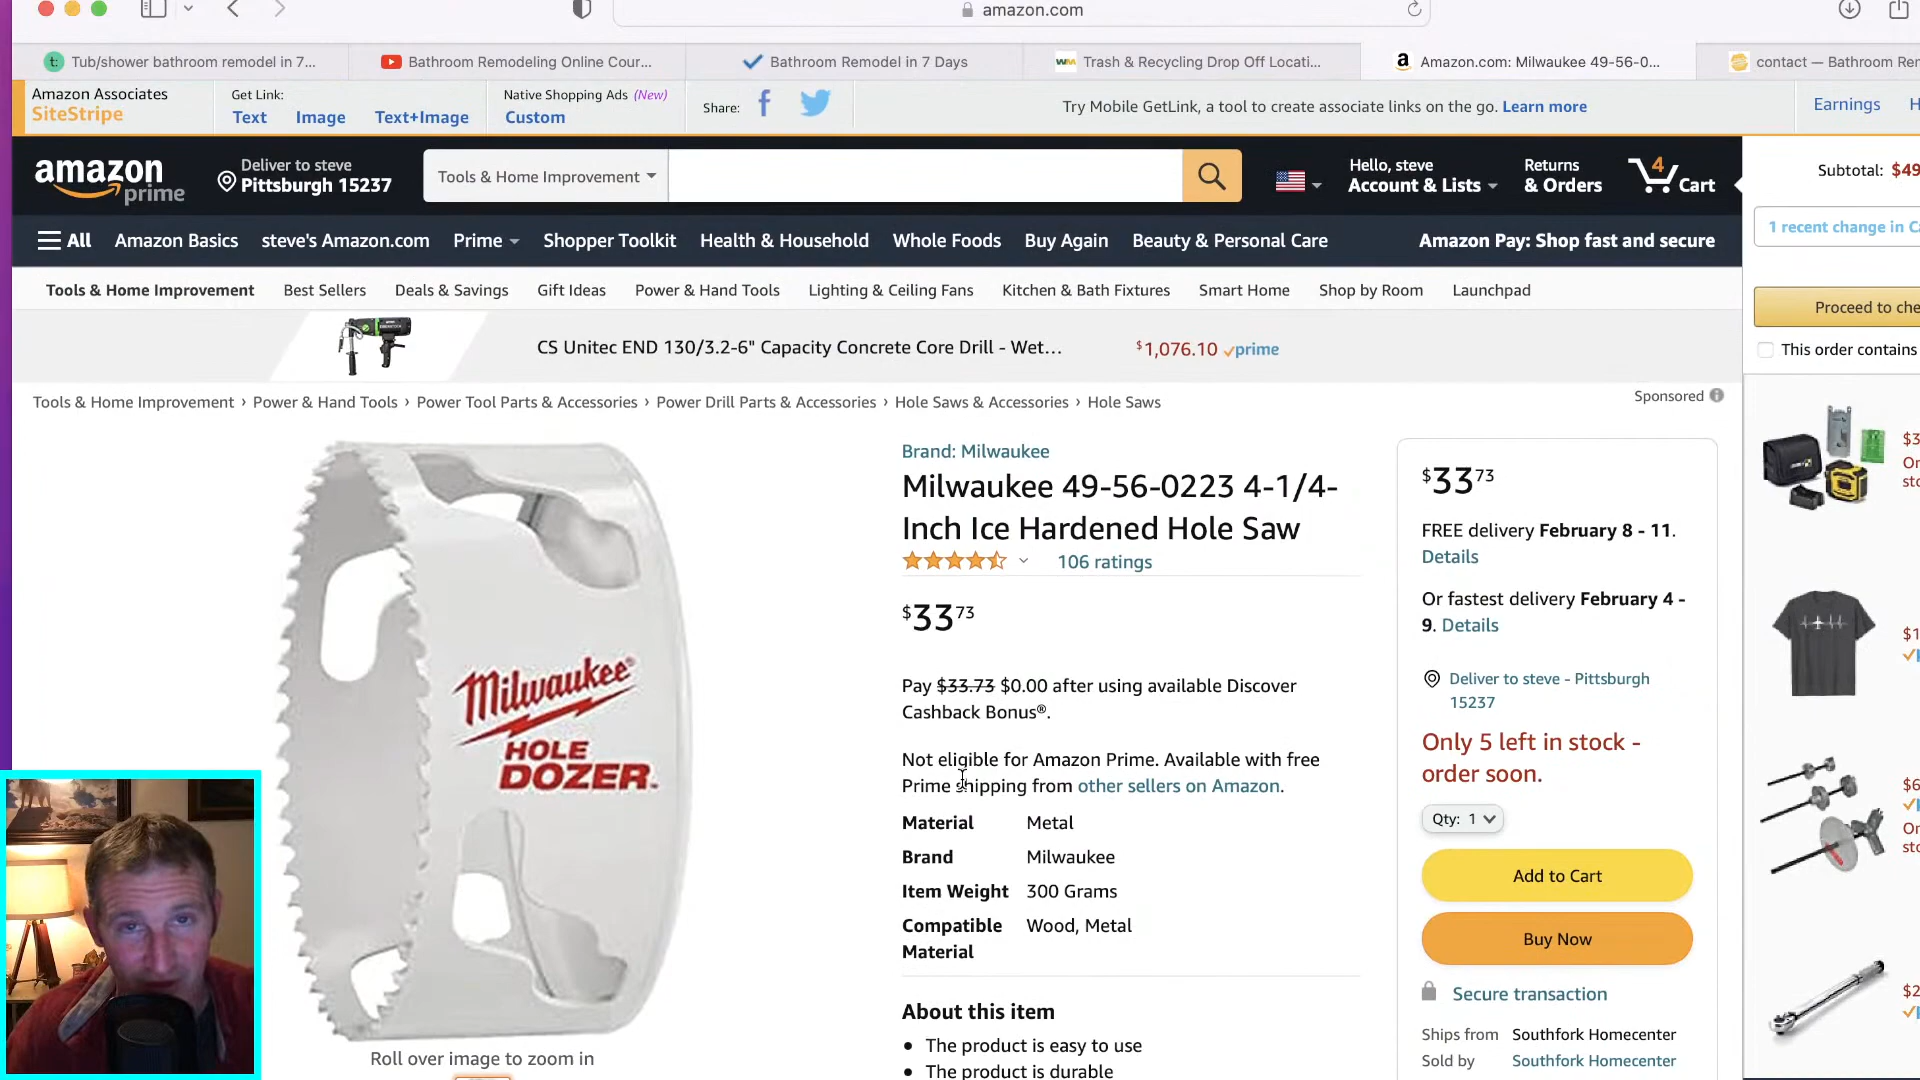 amazon.com
t: Tub/shower bathroom remodel in 7...
Bathroom Remodeling Online Cour...
Bathroom Remodel in 7 Days
WM Trash & Recycling Drop Off Locati...
a Amazon.com: Milwaukee 49-56-0...
contact — Bathroom Re
Amazon Associates
SiteStripe
Get Link:
Text Image Text+Image
Native Shopping Ads (New)
Custom
Share:
Try Mobile GetLink, a tool to create associate links on the go. Learn more
Earnings
amazon prime
Deliver to steve
Pittsburgh 15237
Tools & Home Improvement
Hello, steve
Account & Lists
Returns
& Orders
4
Cart
Subtotal: $49
All Amazon Basics steve's Amazon.com Prime Shopper Toolkit Health & Household Whole Foods Buy Again Beauty & Personal Care Amazon Pay: Shop fast and secure
1 recent change in C
Tools & Home Improvement Best Sellers Deals & Savings Gift Ideas Power & Hand Tools Lighting & Ceiling Fans Kitchen & Bath Fixtures Smart Home Shop by Room Launchpad
Proceed to che
This order contains
CS Unitec END 130/3.2-6" Capacity Concrete Core Drill - Wet... $1,076.10 prime
Sponsored
Tools & Home Improvement › Power & Hand Tools › Power Tool Parts & Accessories › Power Drill Parts & Accessories › Hole Saws & Accessories › Hole Saws
Milwaukee®
HOLE
DOZER.
Roll over image to zoom in
Brand: Milwaukee
Milwaukee 49-56-0223 4-1/4-
Inch Ice Hardened Hole Saw
106 ratings
$33 73
Pay $33.73 $0.00 after using available Discover
Cashback Bonus®.
Not eligible for Amazon Prime. Available with free
Prime shipping from other sellers on Amazon.
Material Metal
Brand Milwaukee
Item Weight 300 Grams
Compatible Wood, Metal
Material
About this item
• The product is easy to use
• The product is durable
$33 73
FREE delivery February 8 - 11.
Details
Or fastest delivery February 4 -
9. Details
Deliver to steve - Pittsburgh
15237
Only 5 left in stock -
order soon.
Qty: 1
Add to Cart
Buy Now
Secure transaction
Ships from Southfork Homecenter
Sold by Southfork Homecenter
$3
$1
$6
$2